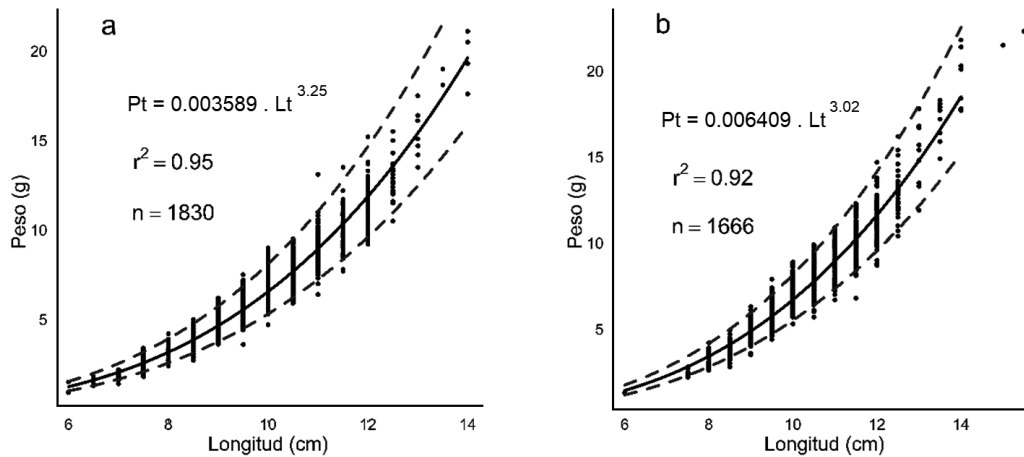 a
Pt = 0.003589 . Lt^3.25
r² = 0.95
n = 1830
Peso (g)
20
15
10
5
6 8 10 12 14
Longitud (cm)
b
Pt = 0.006409 . Lt^3.02
r² = 0.92
n = 1666
Peso (g)
20
15
10
5
6 8 10 12 14
Longitud (cm)